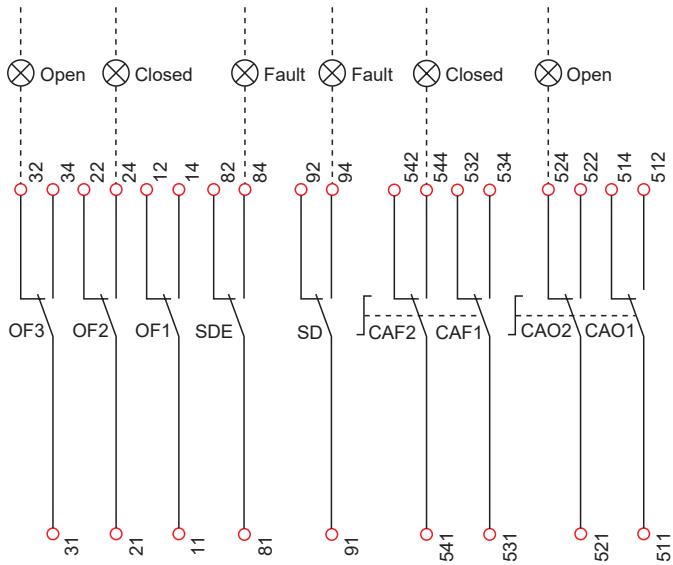 Open Closed Fault Fault Closed Open
32 34 22 24 12 14 82 84 92 94 542 544 532 534 524 522 514 512
OF3 OF2 OF1 SDE SD CAF2 CAF1 CAO2 CAO1
31 21 11 81 91 541 531 521 511